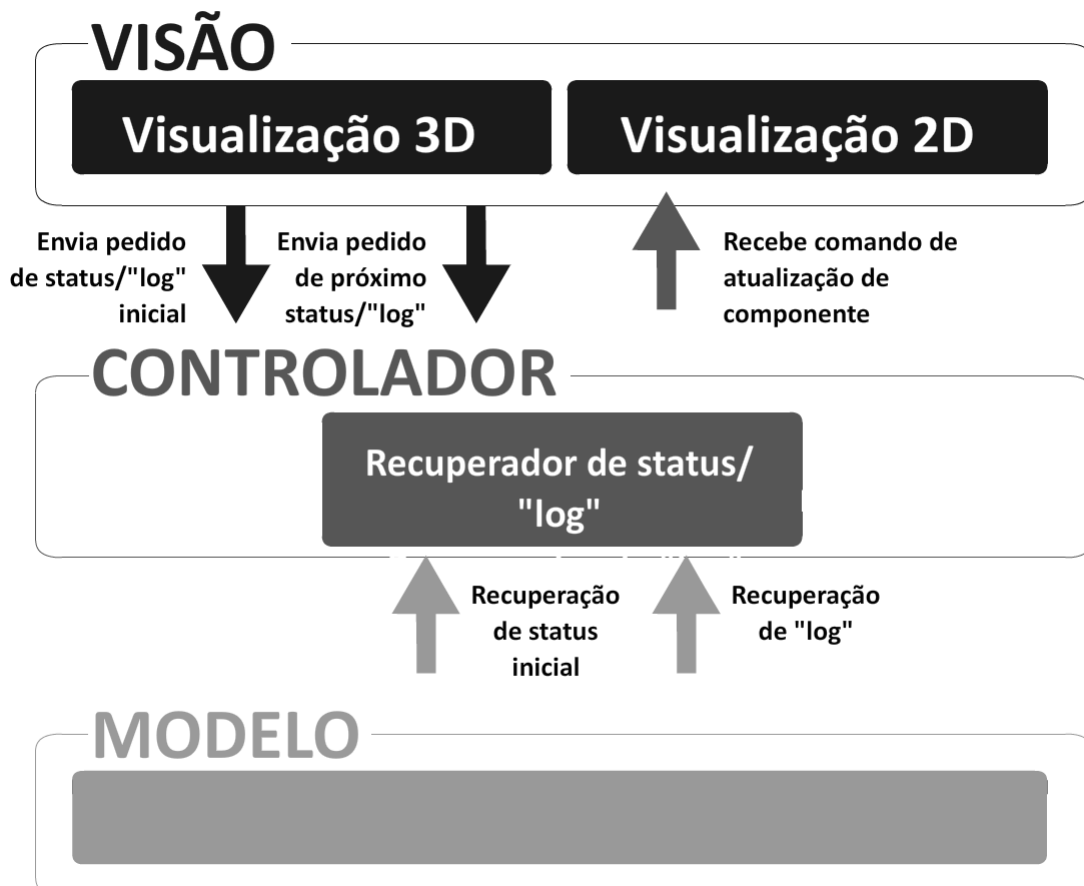 VISÃO
Visualização 3D
Visualização 2D
Envia pedido
de status/"log"
inicial
Envia pedido
de próximo
status/"log"
Recebe comando de
atualização de
componente
CONTROLADOR
Recuperador de status/
"log"
Recuperação
de status
inicial
Recuperação
de "log"
MODELO